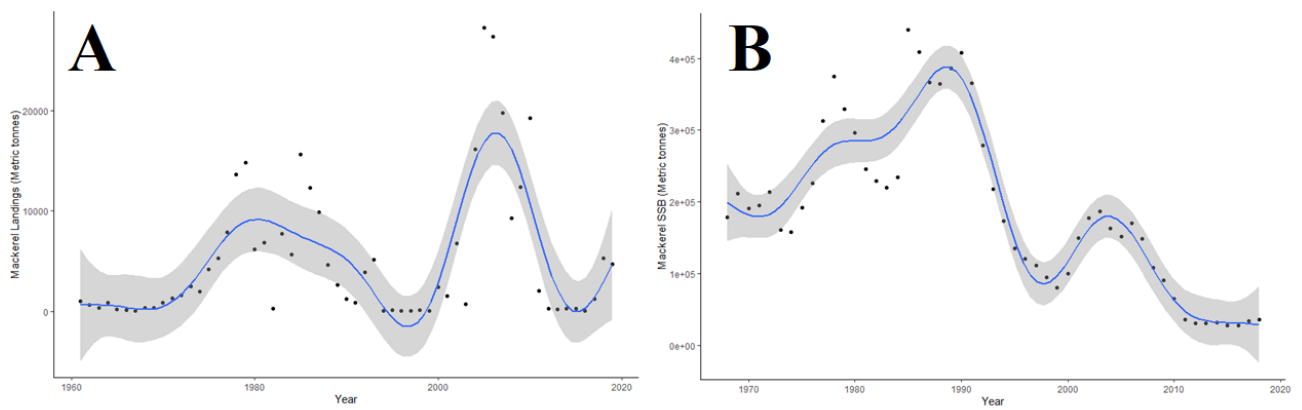 A
Mackerel Landings (Metric tonnes)
20000
10000
0
1960
1980
2000
2020
Year
B
Mackerel SSB (Metric tonnes)
4e+05
3e+05
2e+05
1e+05
0e+00
1970
1980
1990
2000
2010
2020
Year